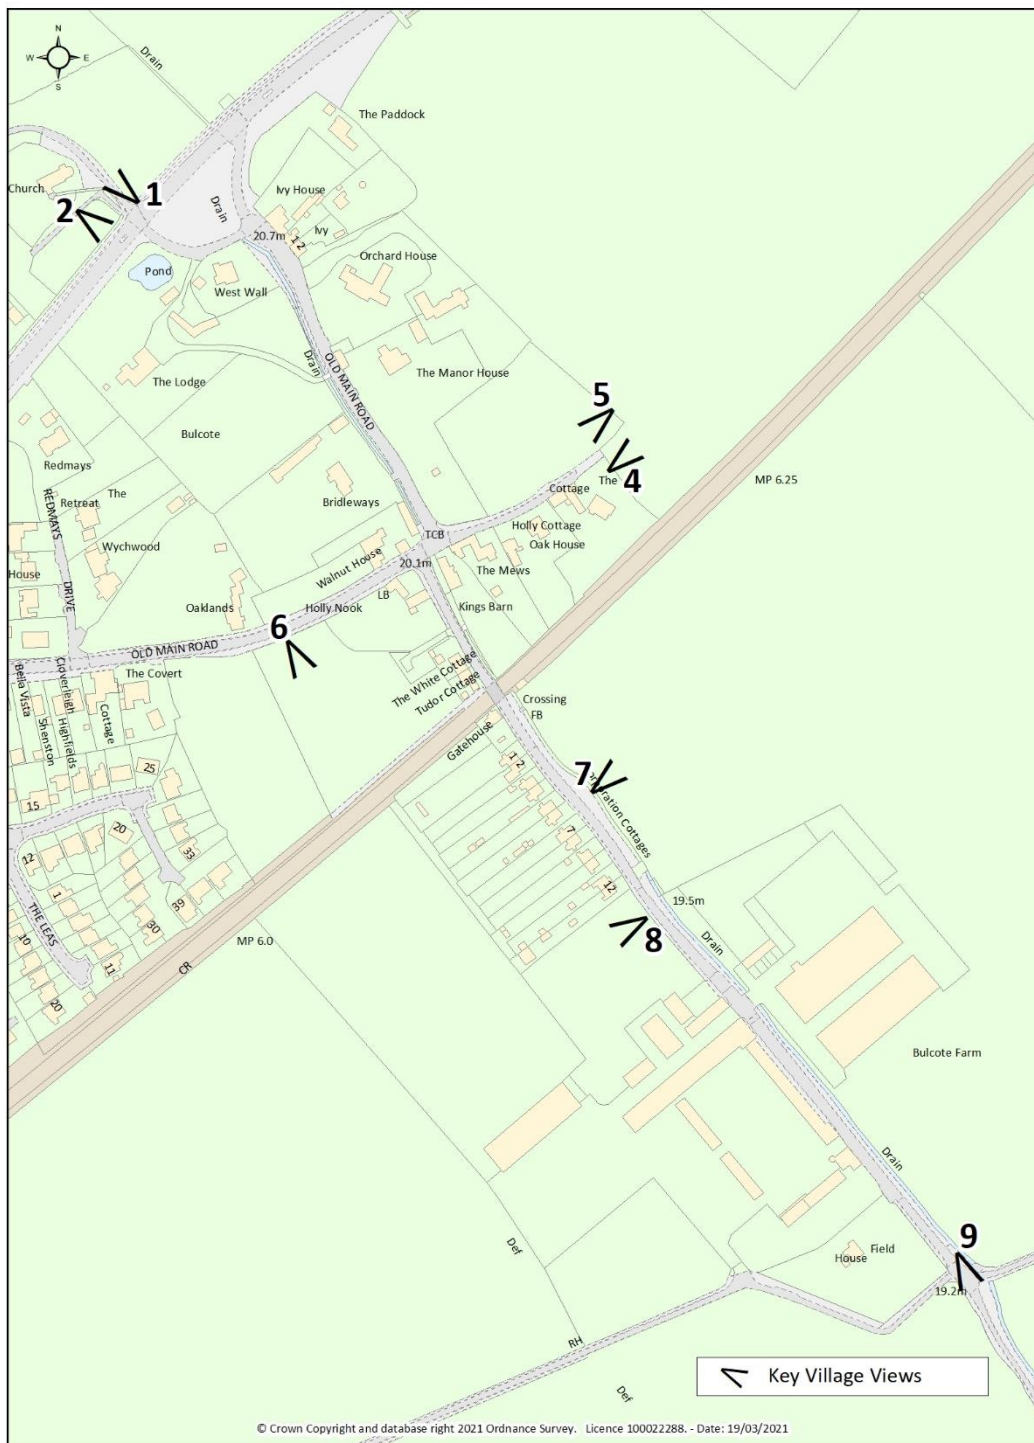 N
W E
S
Drain
The Paddock
Church
2
1
Drain
Ivy House
Ivy
1 2
20.7m
Orchard House
Pond
West Wall
OLD MAIN ROAD
Drain
The Manor House
The Lodge
5
Bulcote
4
Redmays
MP 6.25
REDMAYS DRIVE
The
Retreat
Bridleways
Cottage
The
Wychwood
TCB
Holly Cottage
Oak House
House
Walnut House
20.1m
The Mews
Oaklands
LB
Holly Nook
Kings Barn
6
OLD MAIN ROAD
The Covert
Bella Vista
Shenston
Cloverleigh
Highfields
Cottage
The White Cottage
Tudor Cottage
Crossing
FB
Gatehouse
1 2
7
25
15
20
12
33
7
1
39
30
THE LEAS
10
11
20
MP 6.0
CR
12
19.5m
8
Drain
Bulcote Farm
Drain
Def
9
Field
House
19.2m
RH
Def
Key Village Views
© Crown Copyright and database right 2021 Ordnance Survey. Licence 100022288. - Date: 19/03/2021